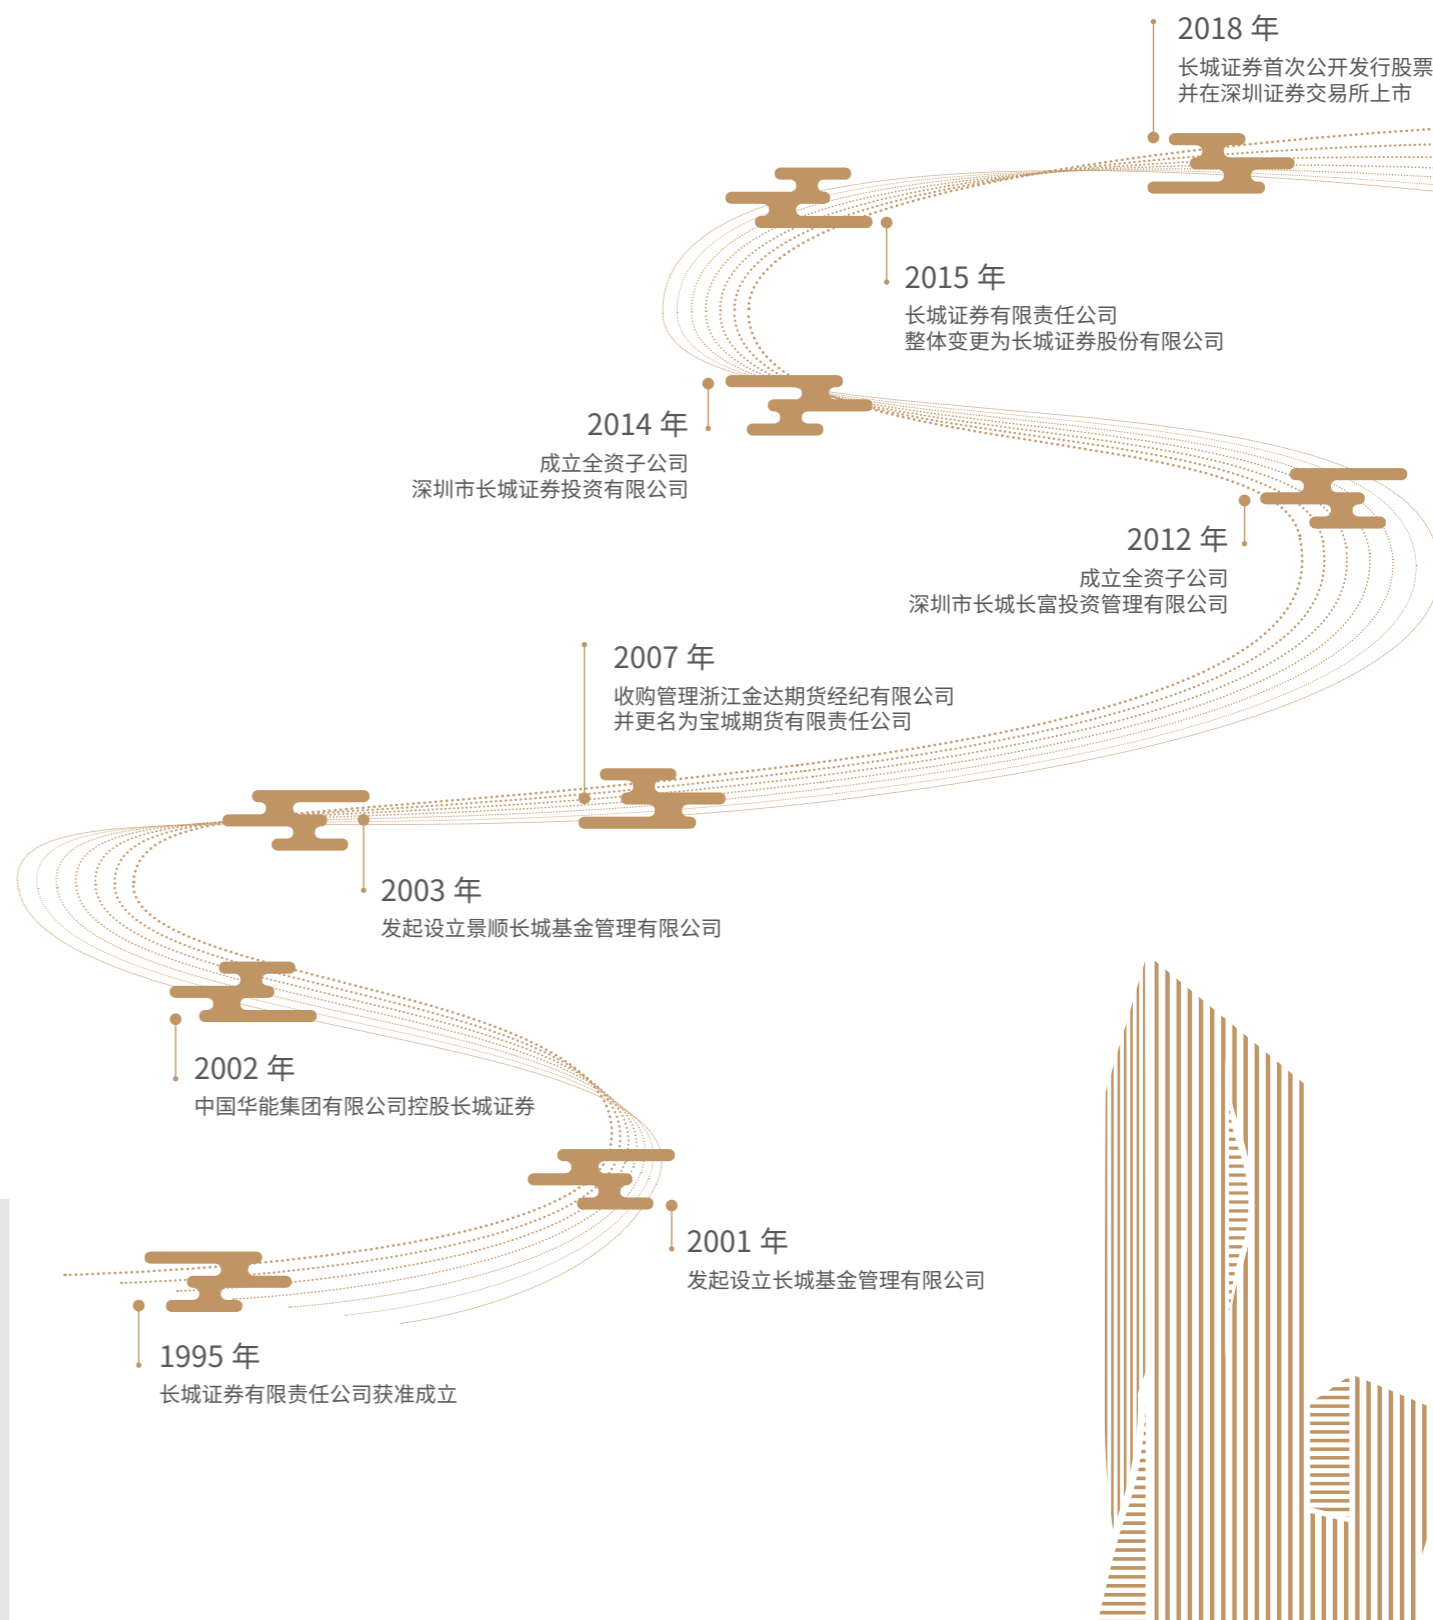 2018 年
长城证券首次公开发行股票
并在深圳证券交易所上市
2015 年
长城证券有限责任公司
整体变更为长城证券股份有限公司
2014 年
成立全资子公司
深圳市长城证券投资有限公司
2012 年
成立全资子公司
深圳市长城长富投资管理有限公司
2007 年
收购管理浙江金达期货经纪有限公司
并更名为宝城期货有限责任公司
2003 年
发起设立景顺长城基金管理有限公司
2002 年
中国华能集团有限公司控股长城证券
2001 年
发起设立长城基金管理有限公司
1995 年
长城证券有限责任公司获准成立